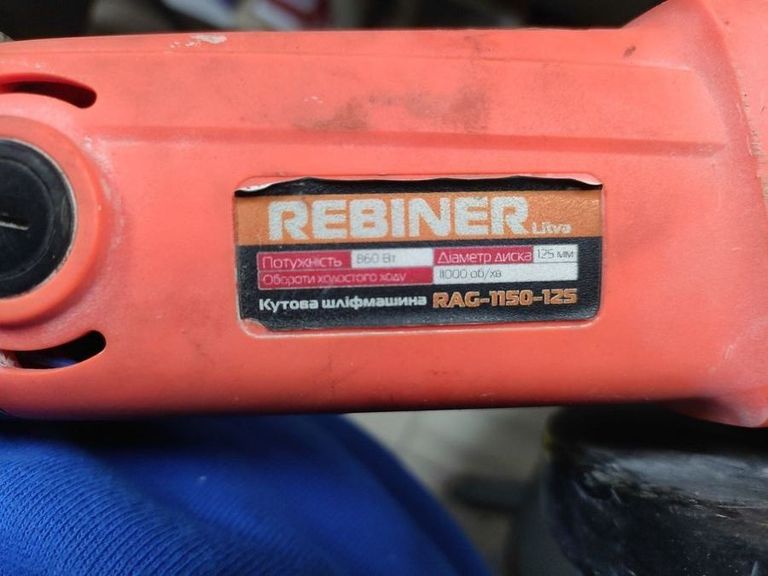 REBINER Litva
Потужність 860 Вт Діаметр диска 125 мм
Обороти холостого ходу 11000 об/хв
Кутова шліфмашина RAG-1150-125